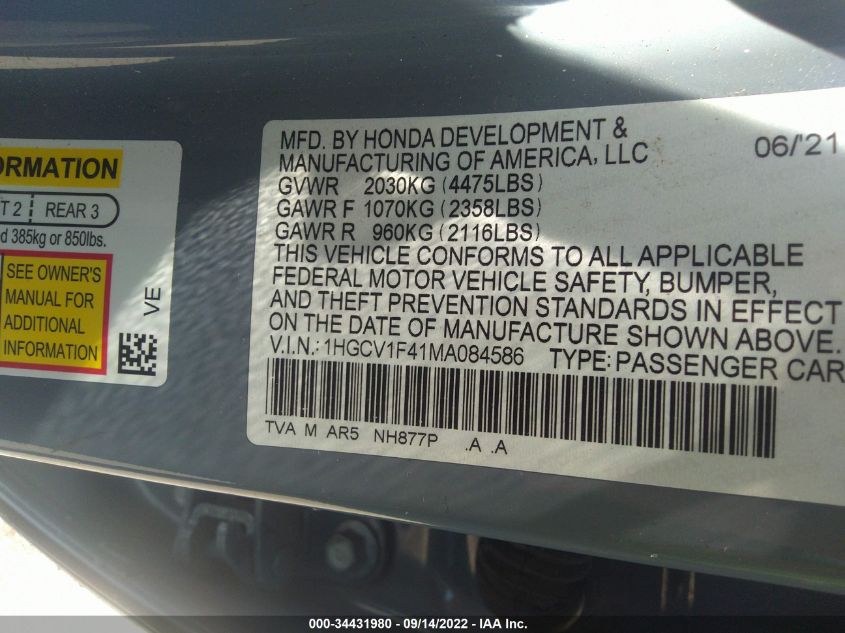 ORMATION
T 2 REAR 3
d 385kg or 850lbs.
SEE OWNER'S
MANUAL FOR
ADDITIONAL
INFORMATION
VE
MFD. BY HONDA DEVELOPMENT &
MANUFACTURING OF AMERICA, LLC 06/'21
GVWR 2030KG (4475LBS)
GAWR F 1070KG (2358LBS)
GAWR R 960KG (2116LBS)
THIS VEHICLE CONFORMS TO ALL APPLICABLE
FEDERAL MOTOR VEHICLE SAFETY, BUMPER,
AND THEFT PREVENTION STANDARDS IN EFFECT
ON THE DATE OF MANUFACTURE SHOWN ABOVE.
V.I.N.: 1HGCV1F41MA084586 TYPE: PASSENGER CAR
TVA M AR5 NH877P .A .A
000-34431980 - 09/14/2022 - IAA Inc.